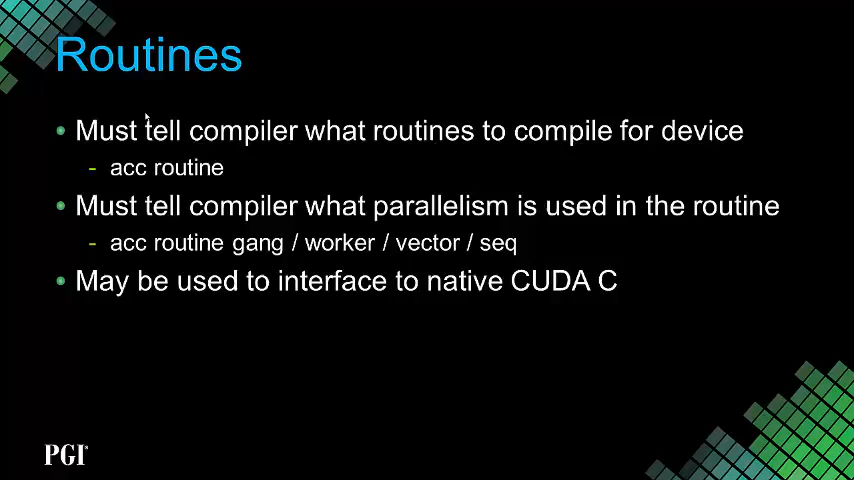 Routines
• Must tell compiler what routines to compile for device
- acc routine
• Must tell compiler what parallelism is used in the routine
- acc routine gang / worker / vector / seq
• May be used to interface to native CUDA C
PGI®